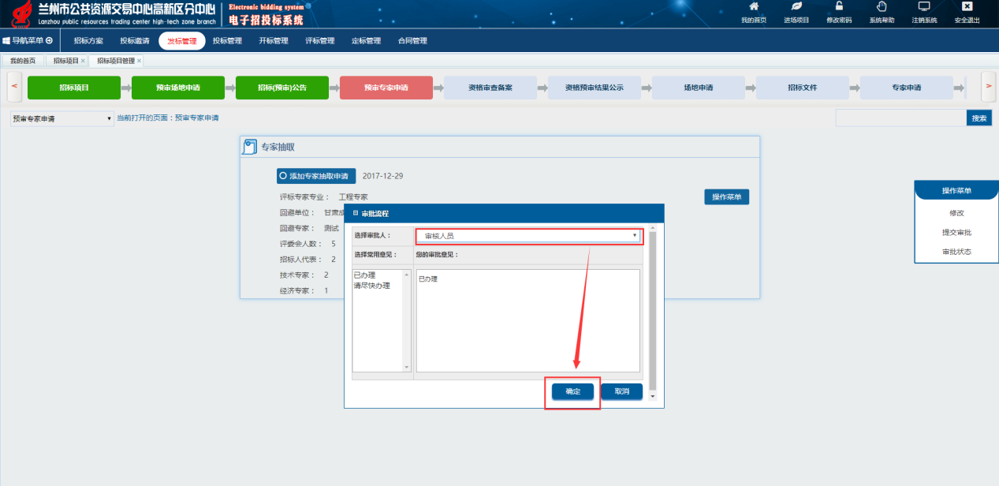 兰州市公共资源交易中心高新区分中心
Lanzhou public resources trading center high-tech zone branch
Electronic bidding system
电子招投标系统
我的首页 进场项目 修改密码 系统帮助 注销系统 安全退出
导航菜单 招标方案 投标邀请 发标管理 投标管理 开标管理 评标管理 定标管理 合同管理
我的首页 招标项目 × 招标项目管理 ×
< 招标项目 预审场地申请 招标(预审)公告 预审专家申请 资格审查备案 资格预审结果公示 场地申请 招标文件 专家申请 >
预审专家申请 当前打开的页面：预审专家申请 搜索
专家抽取
添加专家抽取申请 2017-12-29
评标专家专业： 工程专家 操作菜单
回避单位： 甘肃成
回避专家： 测试
评委会人数： 5
招标人代表： 2
技术专家： 2
经济专家： 1
审批流程
选择审批人： 审核人员
选择常用意见： 您的审批意见：
已办理
请尽快办理
已办理
确定 取消
操作菜单
修改
提交审批
审批状态